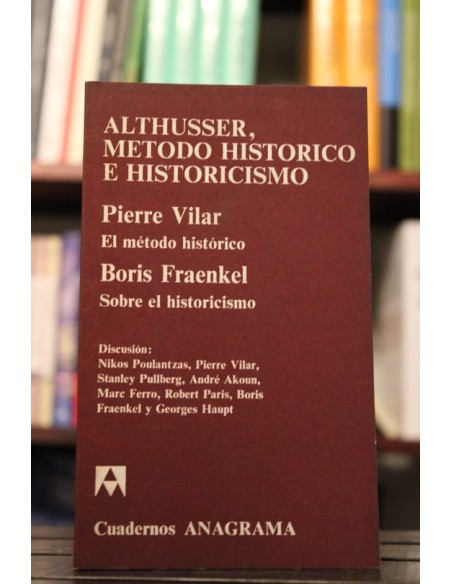 ALTHUSSER,
METODO HISTORICO
E HISTORICISMO
Pierre Vilar
El método histórico
Boris Fraenkel
Sobre el historicismo
Discusión:
Nikos Poulantzas, Pierre Vilar,
Stanley Pullberg, André Akoun,
Marc Ferro, Robert Paris, Boris
Fraenkel y Georges Haupt
Cuadernos ANAGRAMA